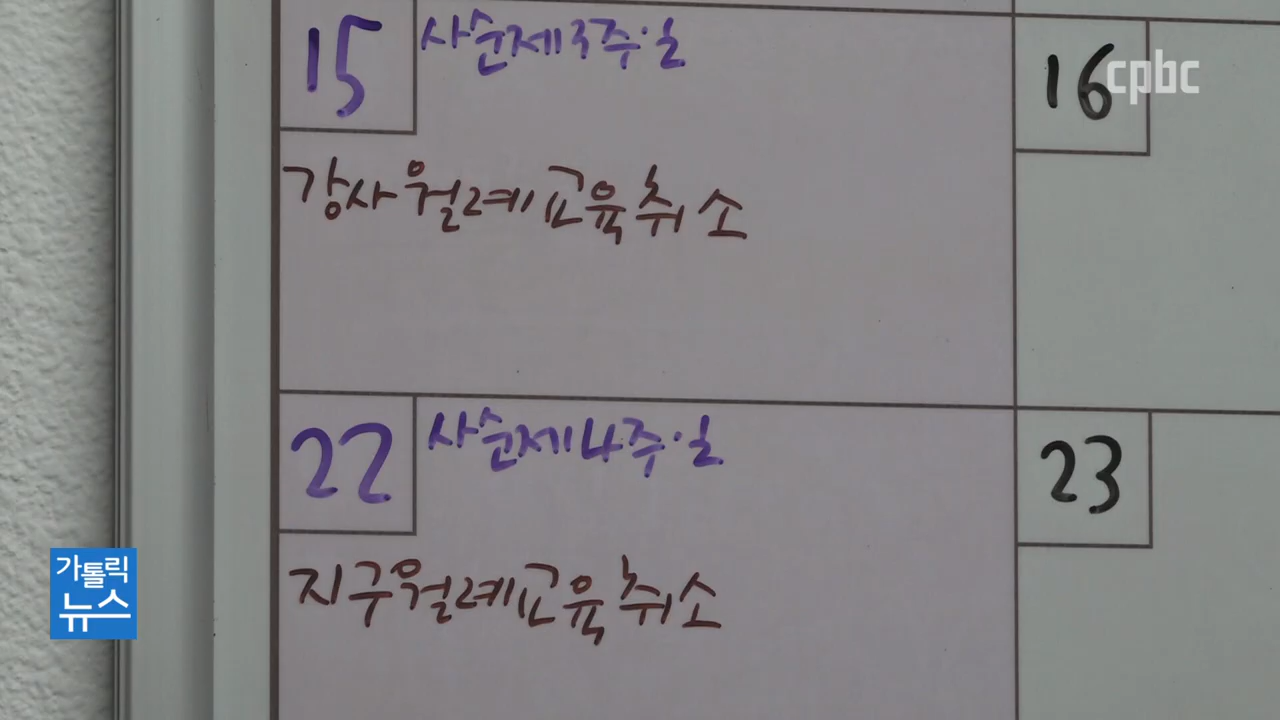 15 사순제3주·일
16
cpbc
강사월례교육취소
22 사순제4주·일
23
지구월례교육취소
가톨릭
뉴스